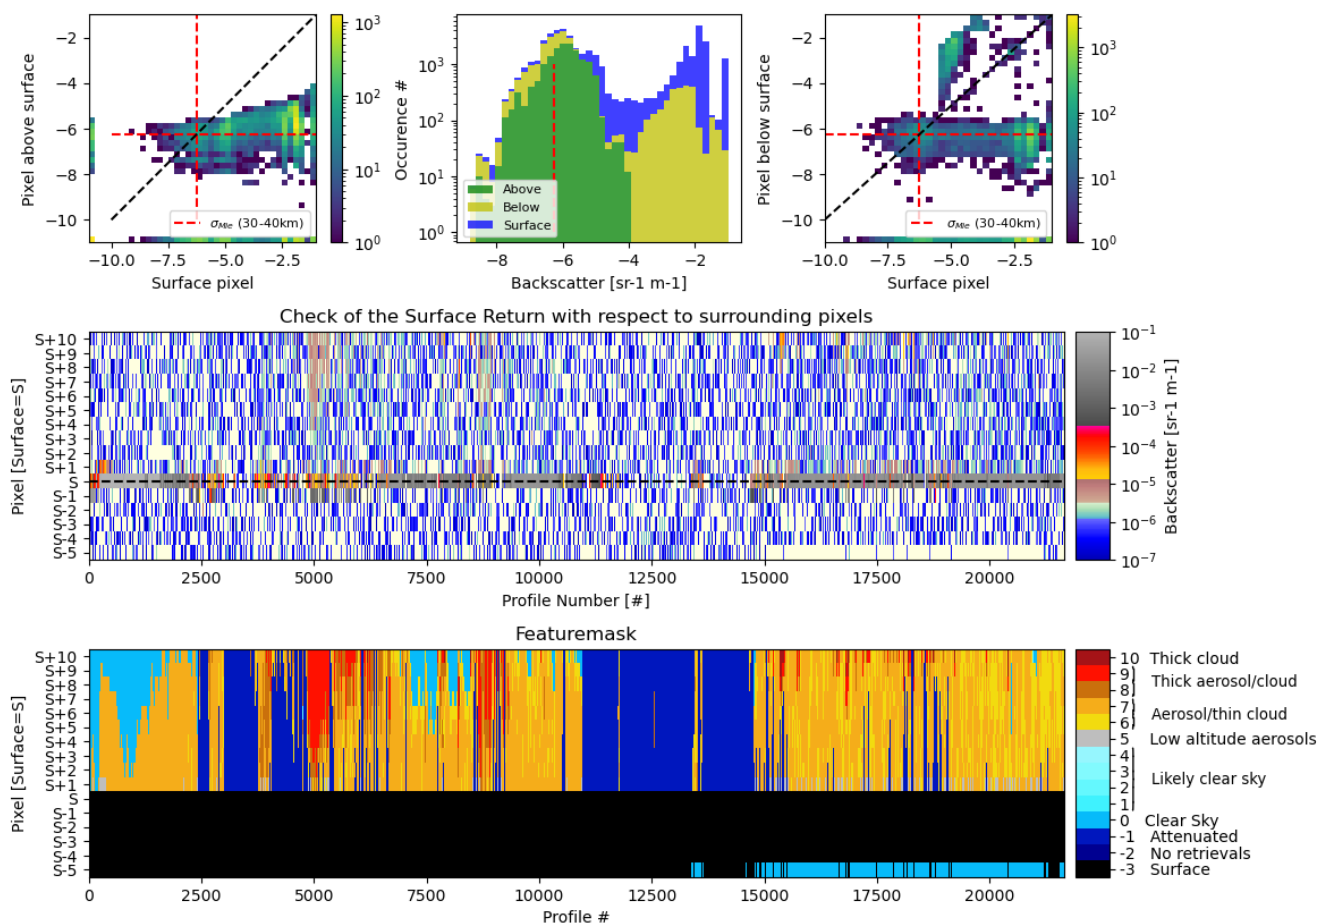 −2
−4
−6
−8
−10
Pixel above surface
−10.0 −7.5 −5.0 −2.5
Surface pixel
σMie (30-40km)
10³
10²
10¹
10⁰
Occurrence #
10³
10²
10¹
10⁰
Above
Below
Surface
−8 −6 −4 −2
Backscatter [sr-1 m-1]
Pixel below surface
−2
−4
−6
−8
−10
σMie (30-40km)
−10.0 −7.5 −5.0 −2.5
Surface pixel
10³
10²
10¹
10⁰
Check of the Surface Return with respect to surrounding pixels
Pixel [Surface=S]
S+10
S+9
S+8
S+7
S+6
S+5
S+4
S+3
S+2
S+1
S
S-1
S-2
S-3
S-4
S-5
0 2500 5000 7500 10000 12500 15000 17500 20000
Profile Number [#]
10⁻¹
10⁻²
10⁻³
10⁻⁴
10⁻⁵
10⁻⁶
10⁻⁷
Backscatter [sr-1 m-1]
Featuremask
Pixel [Surface=S]
S+10
S+9
S+8
S+7
S+6
S+5
S+4
S+3
S+2
S+1
S
S-1
S-2
S-3
S-4
S-5
0 2500 5000 7500 10000 12500 15000 17500 20000
Profile #
10 Thick cloud
9
8 Thick aerosol/cloud
7
6 Aerosol/thin cloud
5 Low altitude aerosols
4
3
2 Likely clear sky
1
0 Clear Sky
-1 Attenuated
-2 No retrievals
-3 Surface